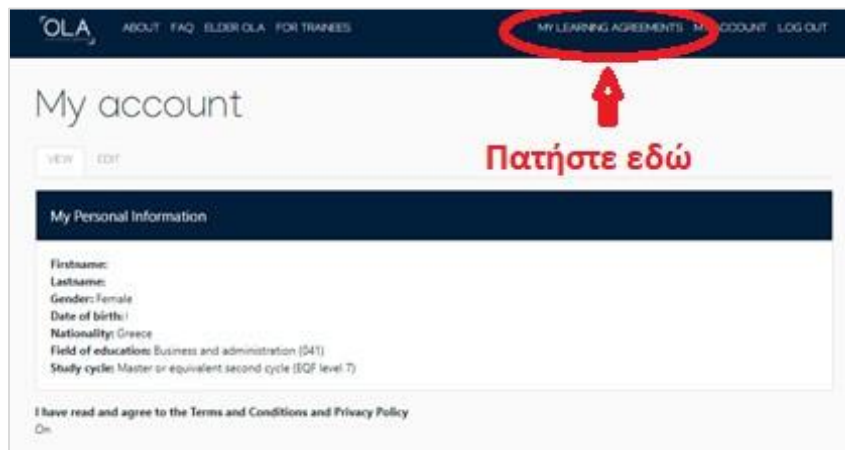 OLA ABOUT FAQ ELDER OLA FOR TRAINEES MY LEARNING AGREEMENTS MY ACCOUNT LOG OUT
My account
Πατήστε εδώ
VIEW EDIT
My Personal Information
Firstname:
Lastname:
Gender: Female
Date of birth:
Nationality: Greece
Field of education: Business and administration (041)
Study cycle: Master or equivalent second cycle (EQF level 7)
I have read and agree to the Terms and Conditions and Privacy Policy
On